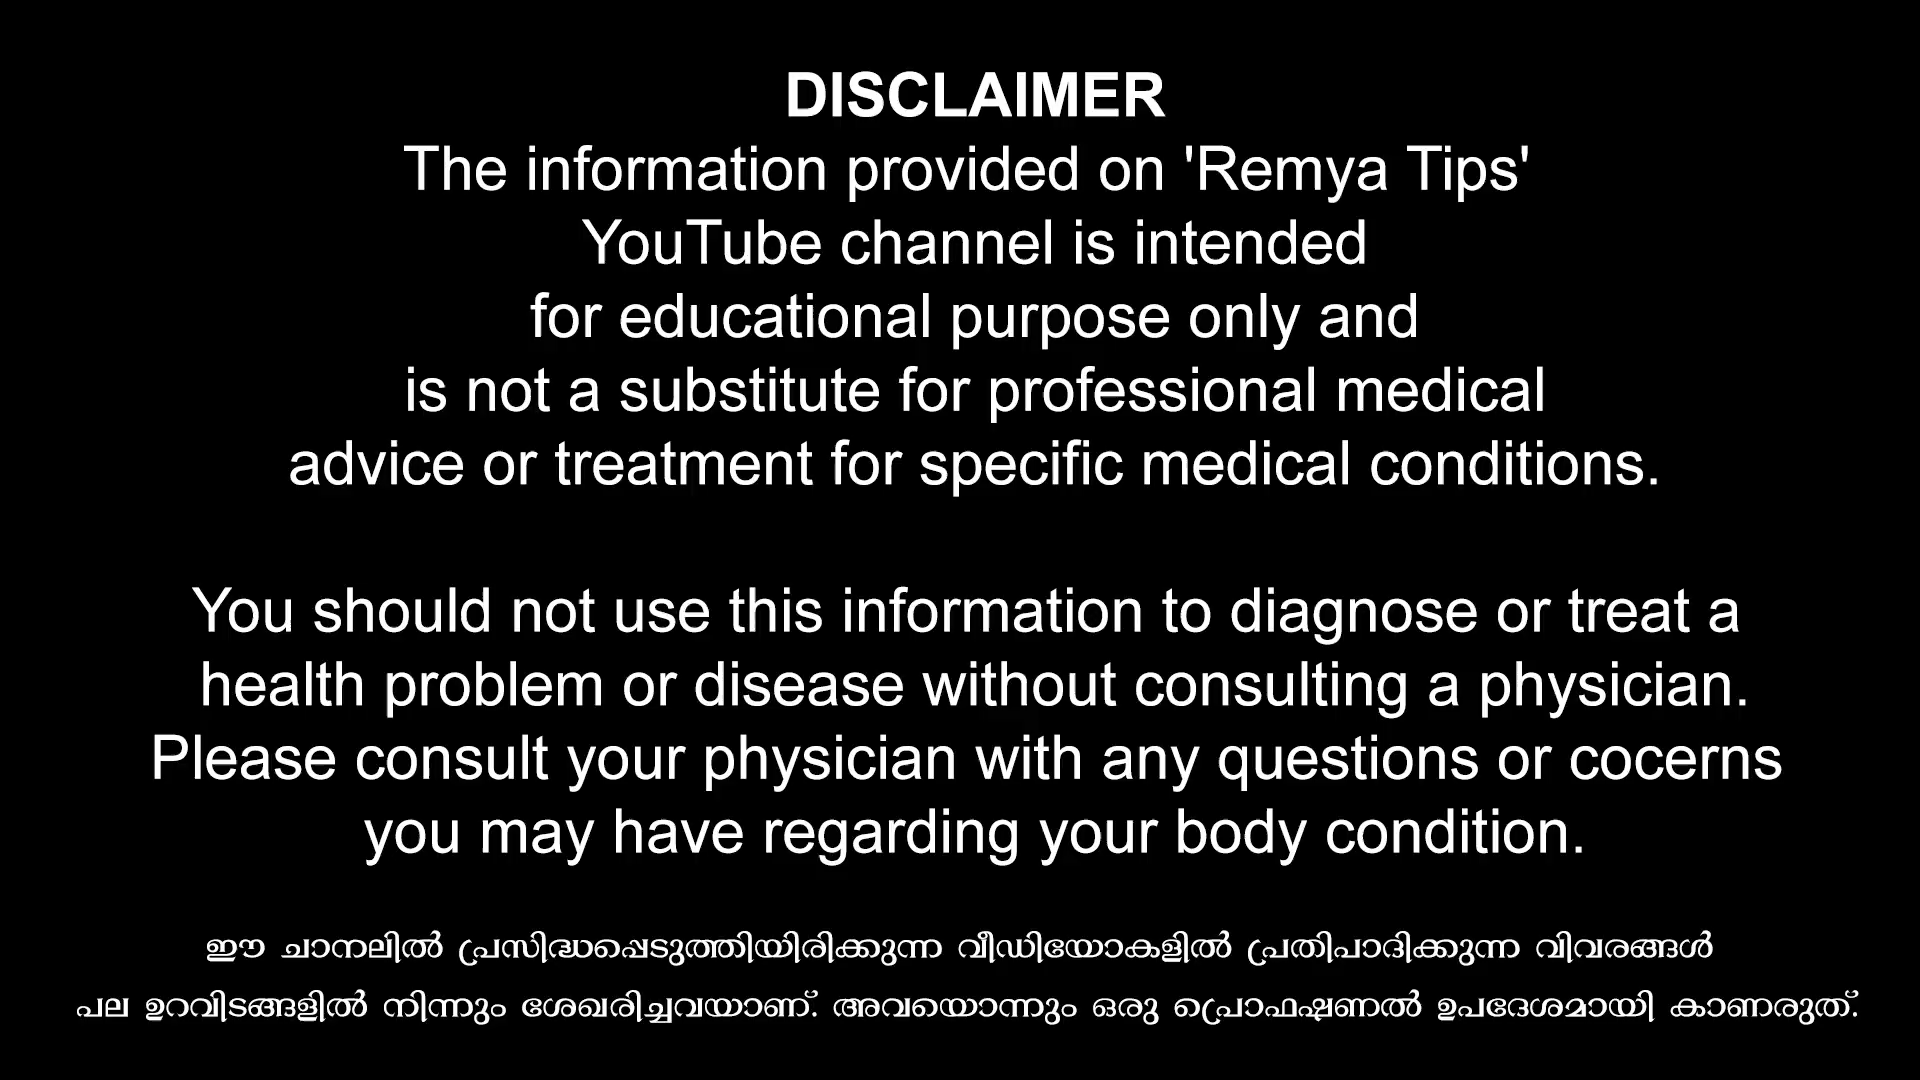 DISCLAIMER
The information provided on 'Remya Tips'
YouTube channel is intended
for educational purpose only and
is not a substitute for professional medical
advice or treatment for specific medical conditions.
You should not use this information to diagnose or treat a
health problem or disease without consulting a physician.
Please consult your physician with any questions or cocerns
you may have regarding your body condition.
ഈ ചാനലിൽ പ്രസിദ്ധപ്പെടുത്തിയിരിക്കുന്ന വീഡിയോകളിൽ പ്രതിപാദിക്കുന്ന വിവരങ്ങൾ
പല ഉറവിടങ്ങളിൽ നിന്നും ശേഖരിച്ചവയാണ്. അവയൊന്നും ഒരു പ്രൊഫഷണൽ ഉപദേശമായി കാണരുത്.